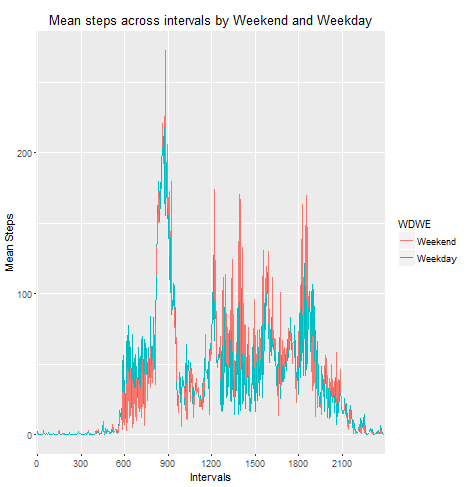 Mean steps across intervals by Weekend and Weekday
200
100
0
Mean Steps
0 300 600 900 1200 1500 1800 2100
Intervals
WDWE
Weekend
Weekday